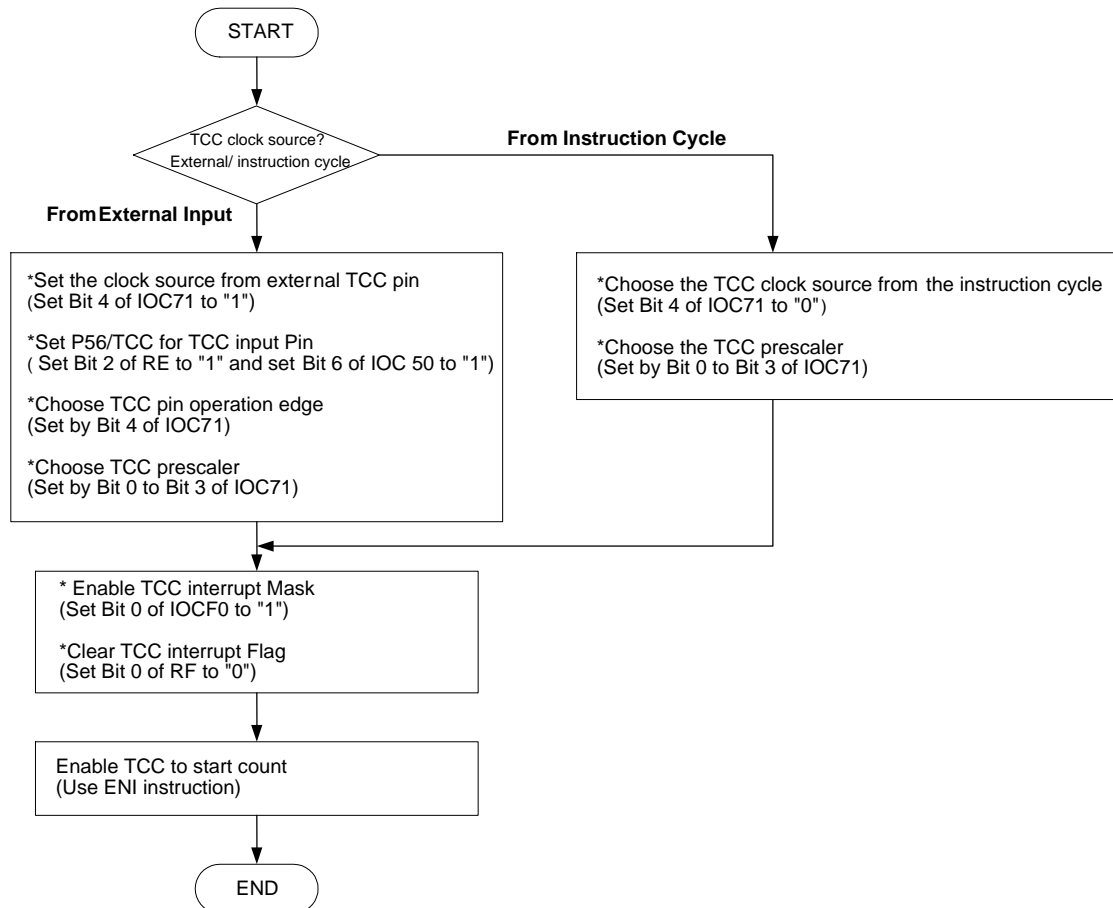 START
TCC clock source?
External/ instruction cycle
From Instruction Cycle
From External Input
*Set the clock source from external TCC pin
(Set Bit 4 of IOC71 to "1")
*Set P56/TCC for TCC input Pin
( Set Bit 2 of RE to "1" and set Bit 6 of IOC 50 to "1")
*Choose TCC pin operation edge
(Set by Bit 4 of IOC71)
*Choose TCC prescaler
(Set by Bit 0 to Bit 3 of IOC71)
*Choose the TCC clock source from the instruction cycle
(Set Bit 4 of IOC71 to "0")
*Choose the TCC prescaler
(Set by Bit 0 to Bit 3 of IOC71)
* Enable TCC interrupt Mask
(Set Bit 0 of IOCF0 to "1")
*Clear TCC interrupt Flag
(Set Bit 0 of RF to "0")
Enable TCC to start count
(Use ENI instruction)
END